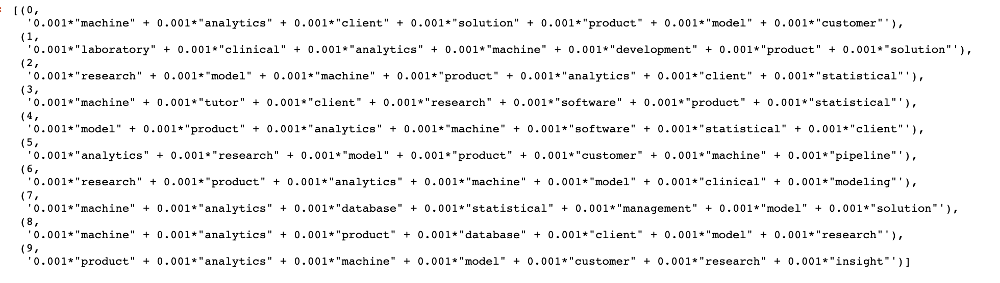 [(0,
'0.001*"machine" + 0.001*"analytics" + 0.001*"client" + 0.001*"solution" + 0.001*"product" + 0.001*"model" + 0.001*"customer"'),
(1,
'0.001*"laboratory" + 0.001*"clinical" + 0.001*"analytics" + 0.001*"machine" + 0.001*"development" + 0.001*"product" + 0.001*"solution"'),
(2,
'0.001*"research" + 0.001*"model" + 0.001*"machine" + 0.001*"product" + 0.001*"analytics" + 0.001*"client" + 0.001*"statistical"'),
(3,
'0.001*"machine" + 0.001*"tutor" + 0.001*"client" + 0.001*"research" + 0.001*"software" + 0.001*"product" + 0.001*"statistical"'),
(4,
'0.001*"model" + 0.001*"product" + 0.001*"analytics" + 0.001*"machine" + 0.001*"software" + 0.001*"statistical" + 0.001*"client"'),
(5,
'0.001*"analytics" + 0.001*"research" + 0.001*"model" + 0.001*"product" + 0.001*"customer" + 0.001*"machine" + 0.001*"pipeline"'),
(6,
'0.001*"research" + 0.001*"product" + 0.001*"analytics" + 0.001*"machine" + 0.001*"model" + 0.001*"clinical" + 0.001*"modeling"'),
(7,
'0.001*"machine" + 0.001*"analytics" + 0.001*"database" + 0.001*"statistical" + 0.001*"management" + 0.001*"model" + 0.001*"solution"'),
(8,
'0.001*"machine" + 0.001*"analytics" + 0.001*"product" + 0.001*"database" + 0.001*"client" + 0.001*"model" + 0.001*"research"'),
(9,
'0.001*"product" + 0.001*"analytics" + 0.001*"machine" + 0.001*"model" + 0.001*"customer" + 0.001*"research" + 0.001*"insight"')]